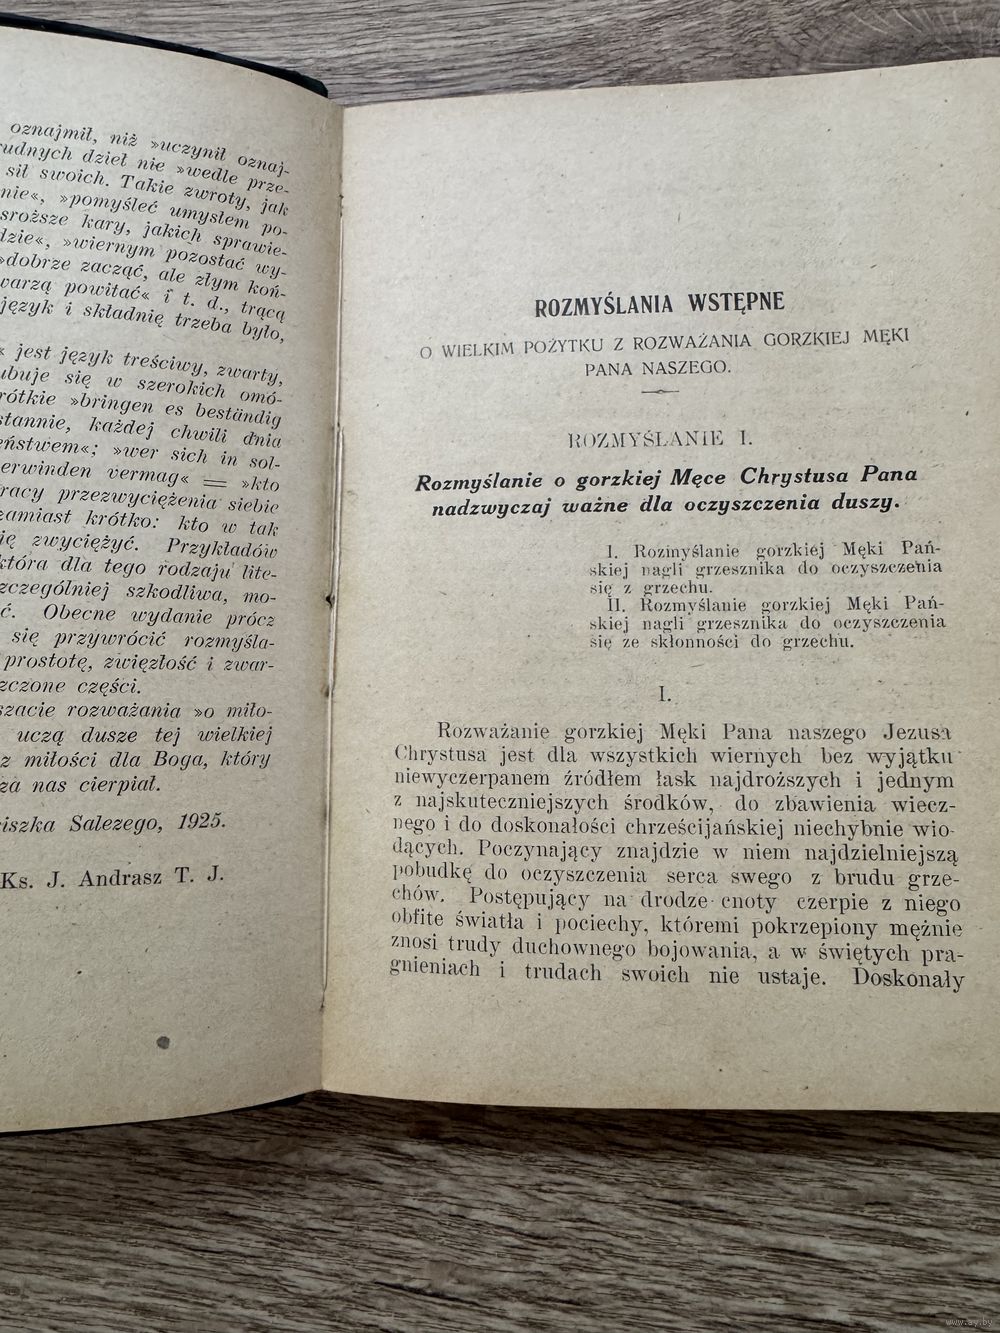 oznajmił, niż »uczynił oznaj-
udnych dzieł nie »wedle prze-
sił swoich. Takie zwroty, jak
nie«, »pomyśleć umysłem po-
sroższe kary, jakich sprawie-
dzie«, »wiernym pozostać wy-
»dobrze zacząć, ale złym koń-
warzą powitać« i t. d., trącą
język i składnię trzeba było,
« jest język treściwy, zwarty,
ubuje się w szerokich omó-
rótkie »bringen es beständig
stannie, każdej chwili dnia
eństwem«; »wer sich in sol-
erwinden vermag« = »kto
racy przezwyciężenia siebie
zamiast krótko: kto w tak
ię zwyciężyć. Przykładów
która dla tego rodzaju lite-
zczególniej szkodliwa, mo-
ć. Obecne wydanie prócz
się przywrócić rozmyśla-
prostotę, zwięzłość i zwar-
szczone części.
szacie rozważania »o miło-
uczą dusze tej wielkiej
z miłości dla Boga, który
za nas cierpiał.
ciszka Salezego, 1925.
Ks. J. Andrasz T. J.
ROZMYŚLANIA WSTĘPNE
O WIELKIM POŻYTKU Z ROZWAŻANIA GORZKIEJ MĘKI
PANA NASZEGO.
ROZMYŚLANIE I.
Rozmyślanie o gorzkiej Męce Chrystusa Pana
nadzwyczaj ważne dla oczyszczenia duszy.
I. Rozmyślanie gorzkiej Męki Pań-
skiej nagli grzesznika do oczyszczenia
się z grzechu.
II. Rozmyślanie gorzkiej Męki Pań-
skiej nagli grzesznika do oczyszczenia
się ze skłonności do grzechu.
I.
Rozważanie gorzkiej Męki Pana naszego Jezusa
Chrystusa jest dla wszystkich wiernych bez wyjątku
niewyczerpanem źródłem łask najdroższych i jednym
z najskuteczniejszych środków, do zbawienia wiecz-
nego i do doskonałości chrześcijańskiej niechybnie wio-
dących. Poczynający znajdzie w niem najdzielniejszą
pobudkę do oczyszczenia serca swego z brudu grze-
chów. Postępujący na drodze cnoty czerpie z niego
obfite światła i pociechy, któremi pokrzepiony mężnie
znosi trudy duchownego bojowania, a w świętych pra-
gnieniach i trudach swoich nie ustaje. Doskonały
www.ay.by